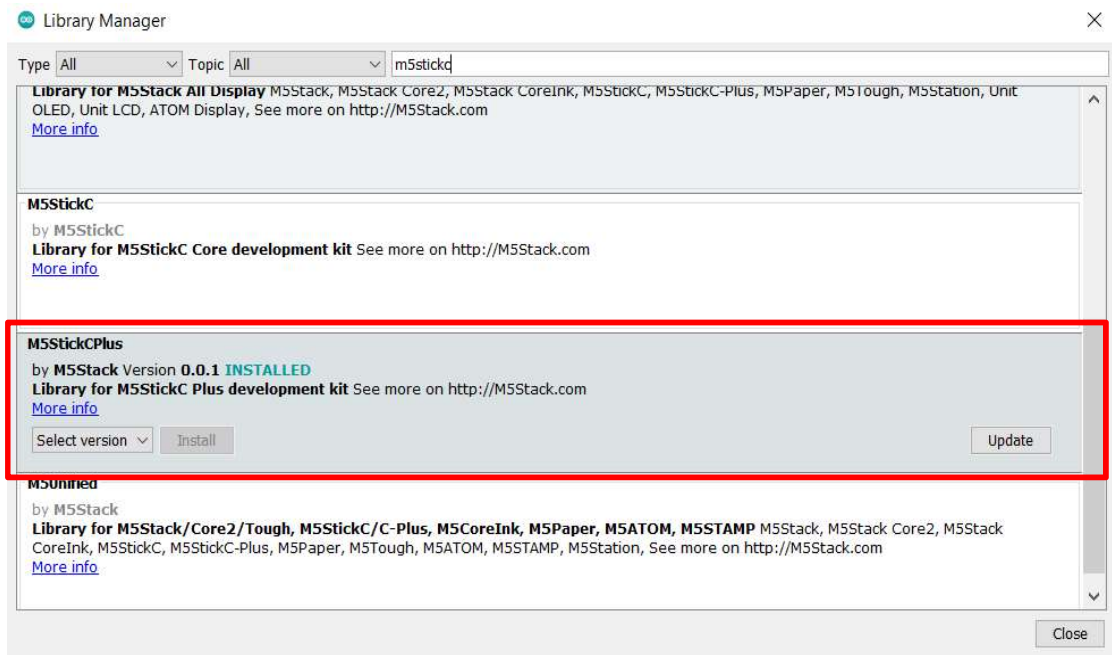 Library Manager
Type All Topic All m5stickc
Library for M5Stack All Display M5Stack, M5Stack Core2, M5Stack CoreInk, M5StickC, M5StickC-Plus, M5Paper, M5Tough, M5Station, Unit
OLED, Unit LCD, ATOM Display, See more on http://M5Stack.com
More info
M5StickC
by M5StickC
Library for M5StickC Core development kit See more on http://M5Stack.com
More info
M5StickCPlus
by M5Stack Version 0.0.1 INSTALLED
Library for M5StickC Plus development kit See more on http://M5Stack.com
More info
Select version Install Update
M5Unified
by M5Stack
Library for M5Stack/Core2/Tough, M5StickC/C-Plus, M5CoreInk, M5Paper, M5ATOM, M5STAMP M5Stack, M5Stack Core2, M5Stack
CoreInk, M5StickC, M5StickC-Plus, M5Paper, M5Tough, M5ATOM, M5STAMP, M5Station, See more on http://M5Stack.com
More info
Close